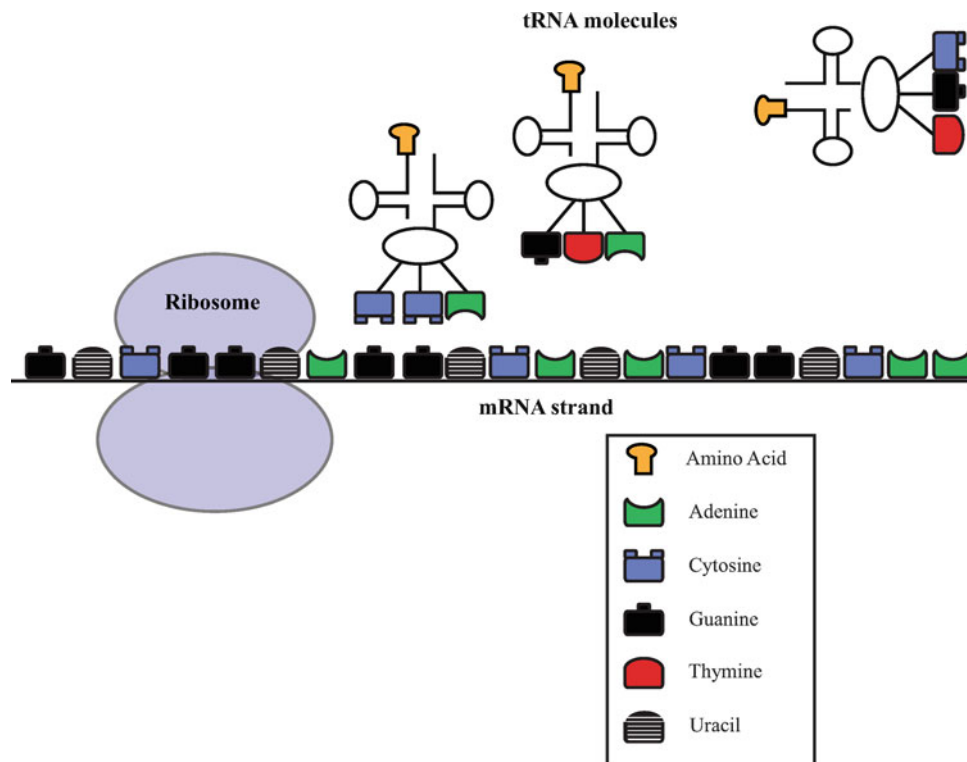 tRNA molecules
Ribosome
mRNA strand
Amino Acid
Adenine
Cytosine
Guanine
Thymine
Uracil